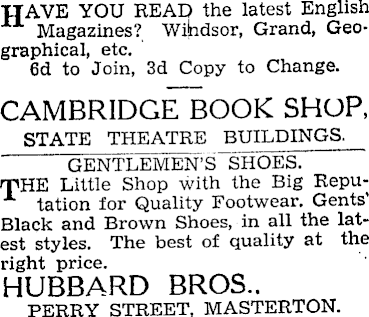 HAVE YOU READ the latest English
Magazines? Windsor, Grand, Geo-
graphical, etc.
6d to Join, 3d Copy to Change.
CAMBRIDGE BOOK SHOP,
STATE THEATRE BUILDINGS.
GENTLEMEN'S SHOES.
THE Little Shop with the Big Repu-
tation for Quality Footwear. Gents'
Black and Brown Shoes, in all the lat-
est styles. The best of quality at the
right price.
HUBBARD BROS..
PERRY STREET, MASTERTON.